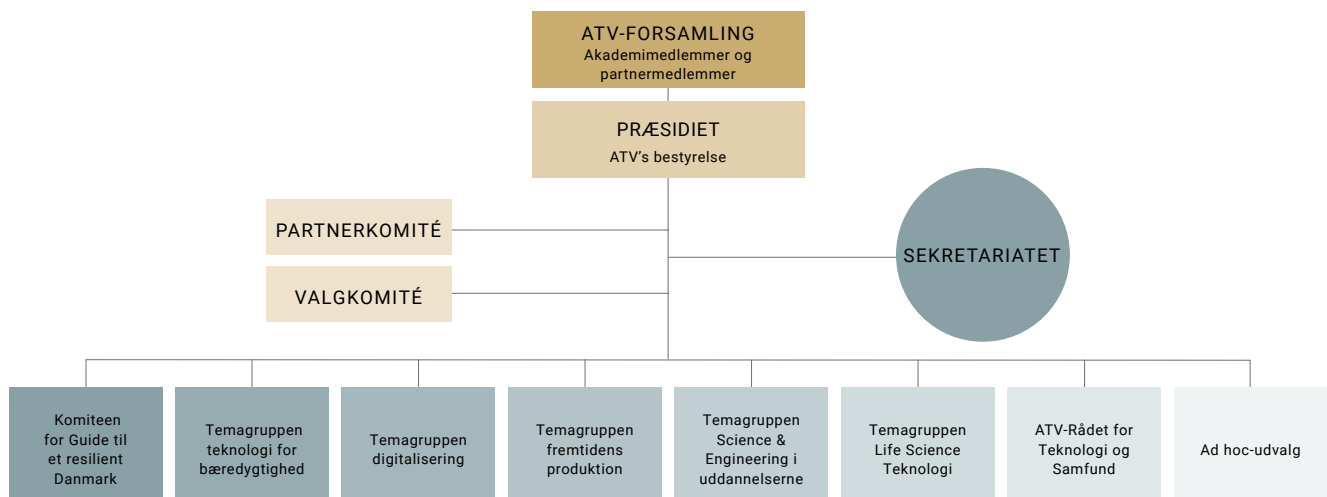 ATV-FORSAMLING
Akademimedlemmer og
partnermedlemmer
PRÆSIDIET
ATV's bestyrelse
PARTNERKOMITÉ
SEKRETARIATET
VALGKOMITÉ
Komiteen
for Guide til
et resilient
Danmark
Temagruppen
teknologi for
bæredygtighed
Temagruppen
digitalisering
Temagruppen
fremtidens
produktion
Temagruppen
Science &
Engineering i
uddannelserne
Temagruppen
Life Science
Teknologi
ATV-Rådet for
Teknologi og
Samfund
Ad hoc-udvalg